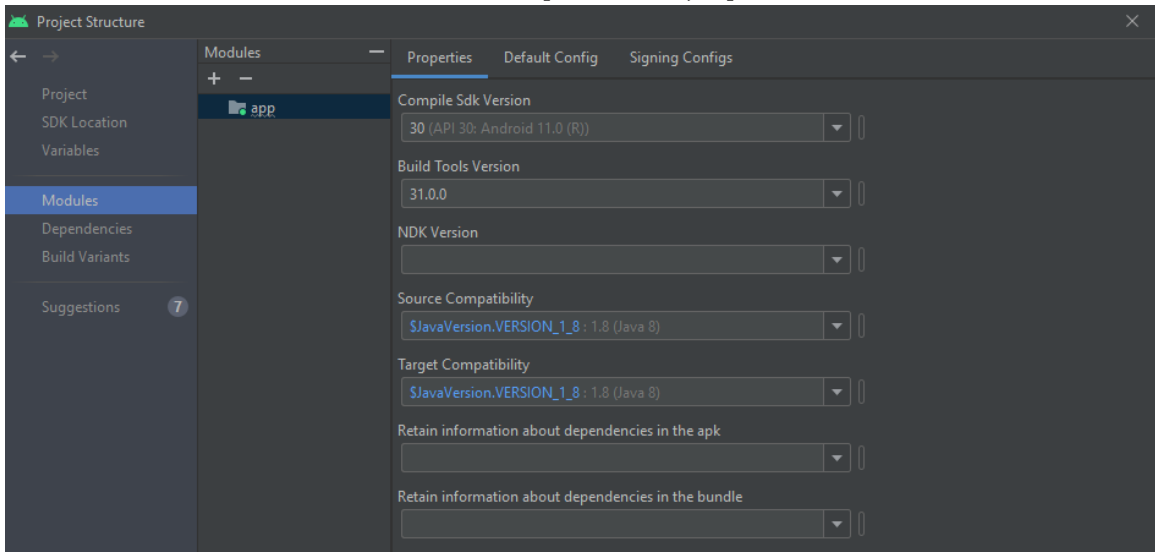 Project Structure
Project
SDK Location
Variables
Modules
Dependencies
Build Variants
Suggestions 7
Modules
app
Properties Default Config Signing Configs
Compile Sdk Version
30 (API 30: Android 11.0 (R))
Build Tools Version
31.0.0
NDK Version
Source Compatibility
$JavaVersion.VERSION_1_8 : 1.8 (Java 8)
Target Compatibility
$JavaVersion.VERSION_1_8 : 1.8 (Java 8)
Retain information about dependencies in the apk
Retain information about dependencies in the bundle